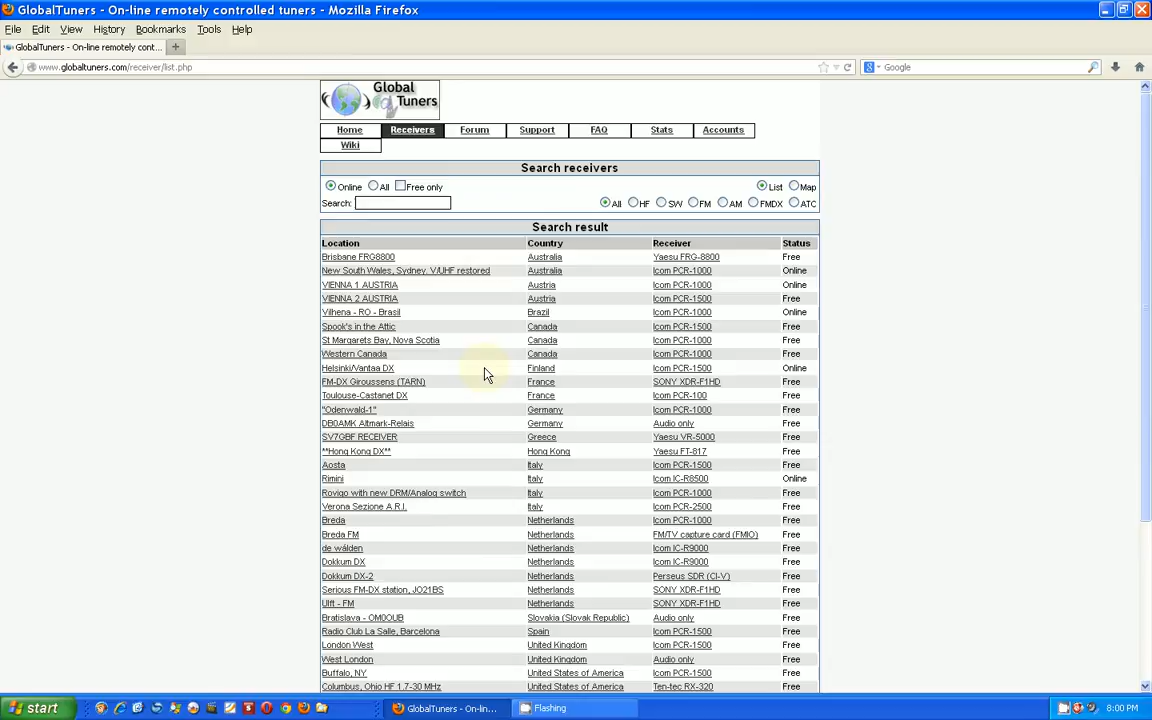 GlobalTuners - On-line remotely controlled tuners - Mozilla Firefox
File Edit View History Bookmarks Tools Help
GlobalTuners - On-line remotely cont... +
www.globaltuners.com/receiver/list.php Google
Global Tuners
Home Receivers Forum Support FAQ Stats Accounts
Wiki
Search receivers
Online All Free only List Map
Search: All HF SW FM AM FMDX ATC
Search result
Location Country Receiver Status
Brisbane FRG8800 Australia Yaesu FRG-8800 Free
New South Wales, Sydney. V/UHF restored Australia Icom PCR-1000 Online
VIENNA 1 AUSTRIA Austria Icom PCR-1000 Online
VIENNA 2 AUSTRIA Austria Icom PCR-1500 Free
Vilhena - RO - Brasil Brazil Icom PCR-1000 Online
Spook's in the Attic Canada Icom PCR-1500 Free
St Margarets Bay, Nova Scotia Canada Icom PCR-1000 Free
Western Canada Canada Icom PCR-1000 Free
Helsinki/Vantaa DX Finland Icom PCR-1500 Online
FM-DX Giroussens (TARN) France SONY XDR-F1HD Free
Toulouse-Castanet DX France Icom PCR-100 Free
"Odenwald-1" Germany Icom PCR-1000 Free
DB0AMK Altmark-Relais Germany Audio only Free
SV7GBF RECEIVER Greece Yaesu VR-5000 Free
**Hong Kong DX** Hong Kong Yaesu FT-817 Free
Aosta Italy Icom PCR-1500 Free
Rimini Italy Icom IC-R8500 Online
Rovigo with new DRM/Analog switch Italy Icom PCR-1000 Free
Verona Sezione A.R.I. Italy Icom PCR-2500 Free
Breda Netherlands Icom PCR-1000 Free
Breda FM Netherlands FM/TV capture card (FMIO) Free
de wâlden Netherlands Icom IC-R9000 Free
Dokkum DX Netherlands Icom IC-R9000 Free
Dokkum DX-2 Netherlands Perseus SDR (CI-V) Free
Serious FM-DX station, JO21BS Netherlands SONY XDR-F1HD Free
Ulft - FM Netherlands SONY XDR-F1HD Free
Bratislava - OM0OUB Slovakia (Slovak Republic) Audio only Free
Radio Club La Salle, Barcelona Spain Icom PCR-1500 Free
London West United Kingdom Icom PCR-1500 Free
West London United Kingdom Audio only Free
Buffalo, NY United States of America Icom PCR-1500 Free
Columbus, Ohio HF 1.7-30 MHz United States of America Ten-tec RX-320 Free
start GlobalTuners - On-lin... Flashing 8:00 PM